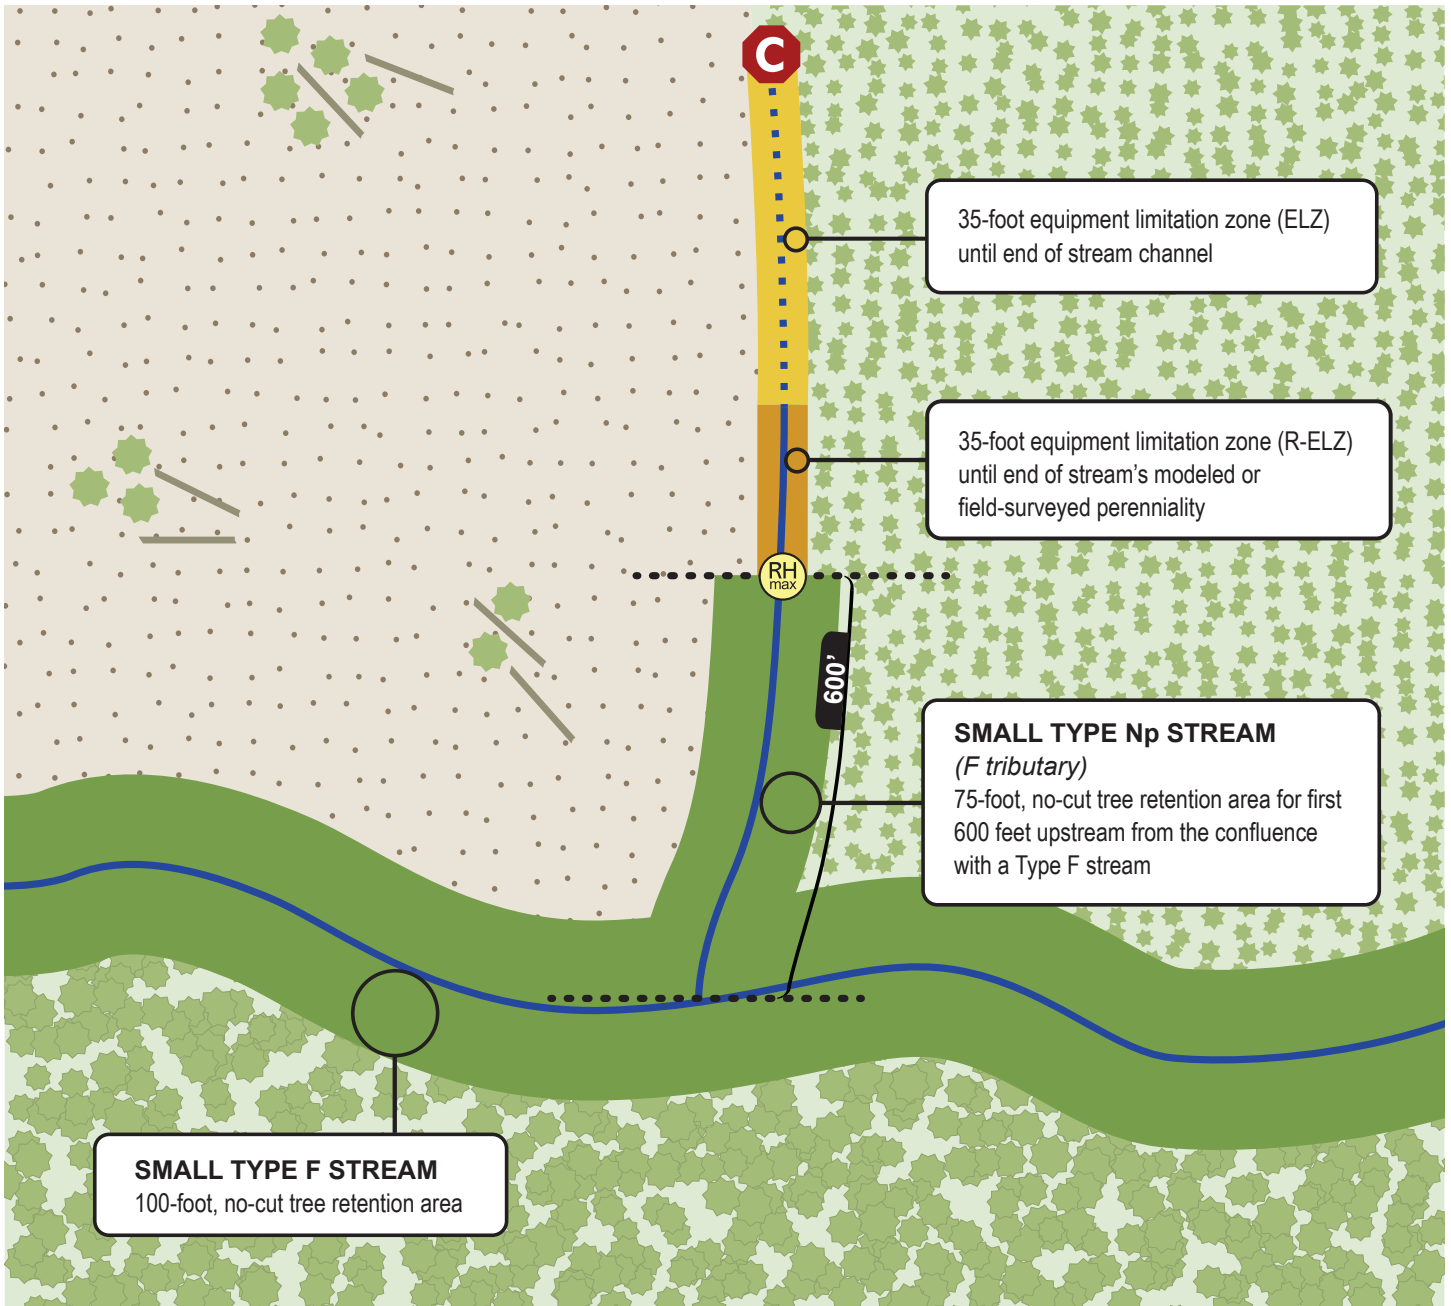 C
35-foot equipment limitation zone (ELZ)
until end of stream channel
35-foot equipment limitation zone (R-ELZ)
until end of stream’s modeled or
field-surveyed perenniality
RH
max
600’
SMALL TYPE Np STREAM
(F tributary)
75-foot, no-cut tree retention area for first
600 feet upstream from the confluence
with a Type F stream
SMALL TYPE F STREAM
100-foot, no-cut tree retention area